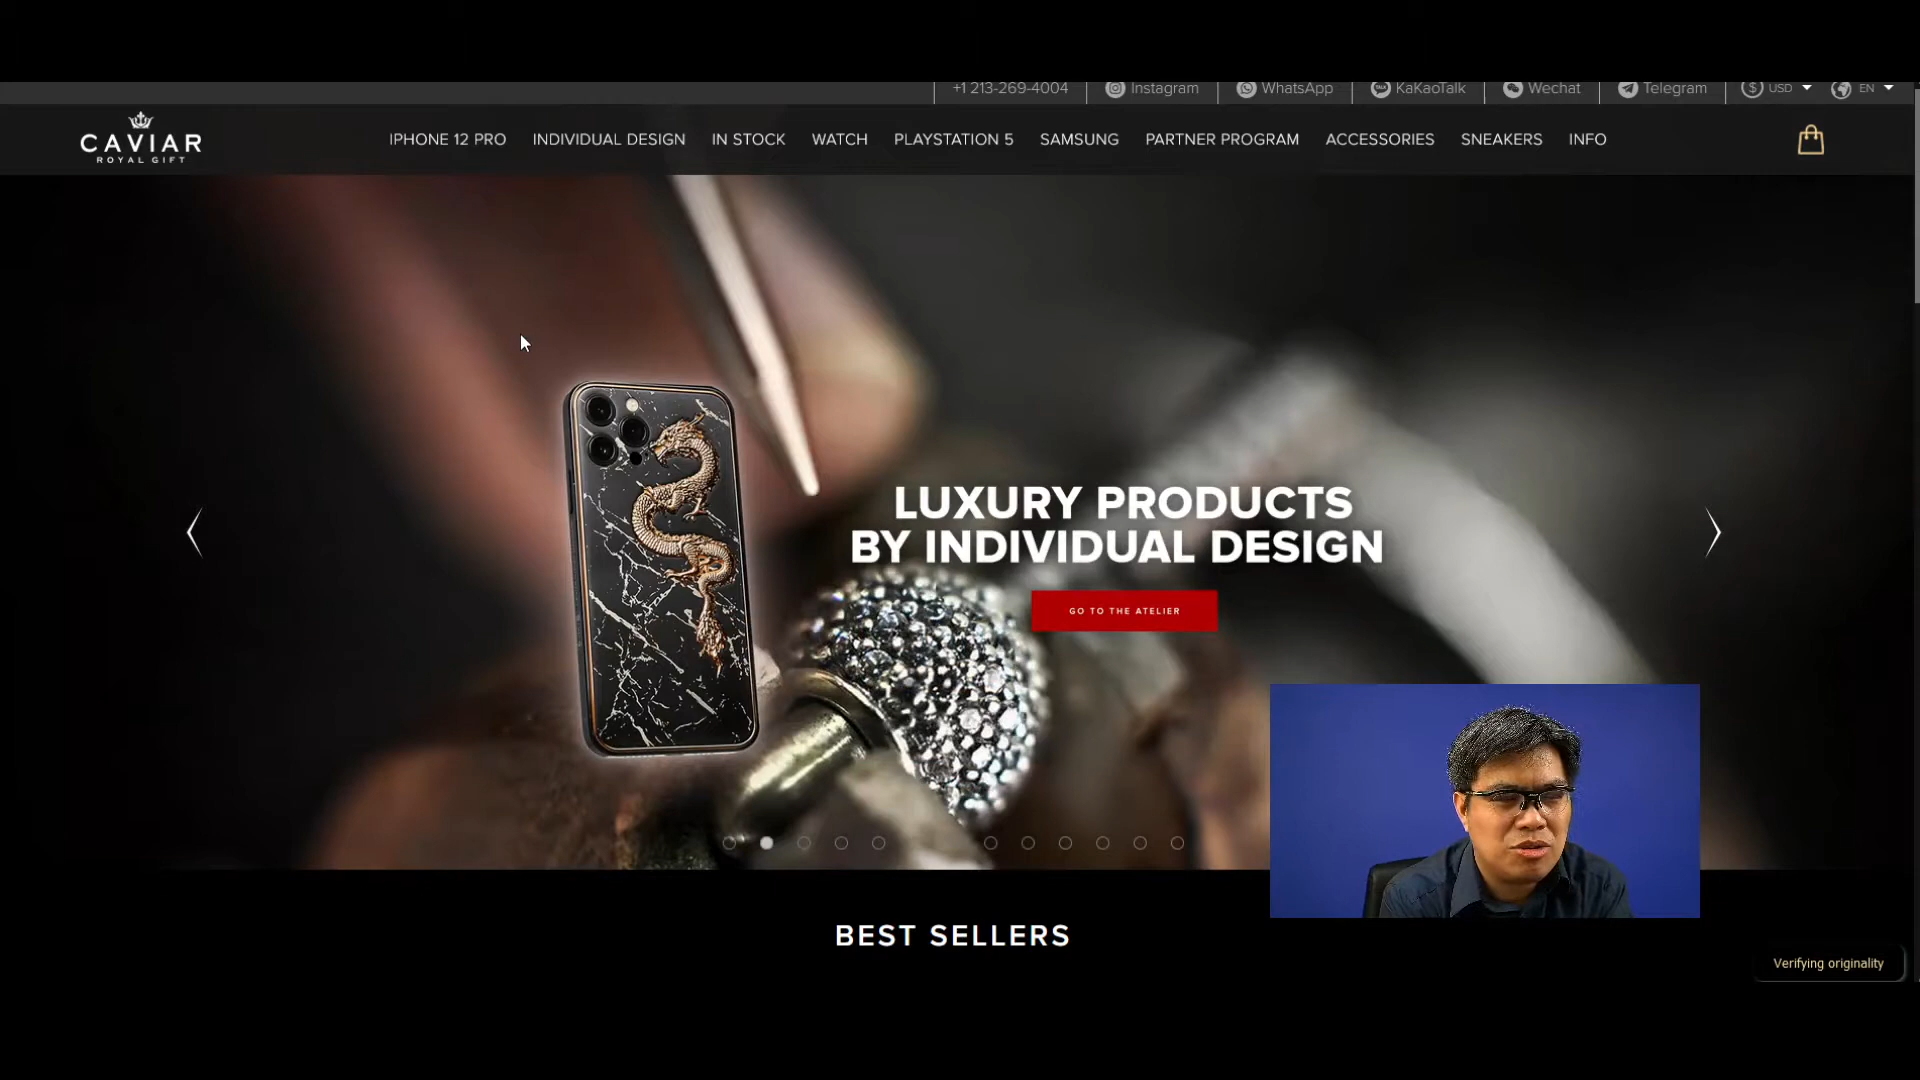 +1 213-269-4004 Instagram WhatsApp KaKaoTalk Wechat Telegram USD EN
CAVIAR
ROYAL GIFT
IPHONE 12 PRO INDIVIDUAL DESIGN IN STOCK WATCH PLAYSTATION 5 SAMSUNG PARTNER PROGRAM ACCESSORIES SNEAKERS INFO
LUXURY PRODUCTS
BY INDIVIDUAL DESIGN
GO TO THE ATELIER
BEST SELLERS
Verifying originality